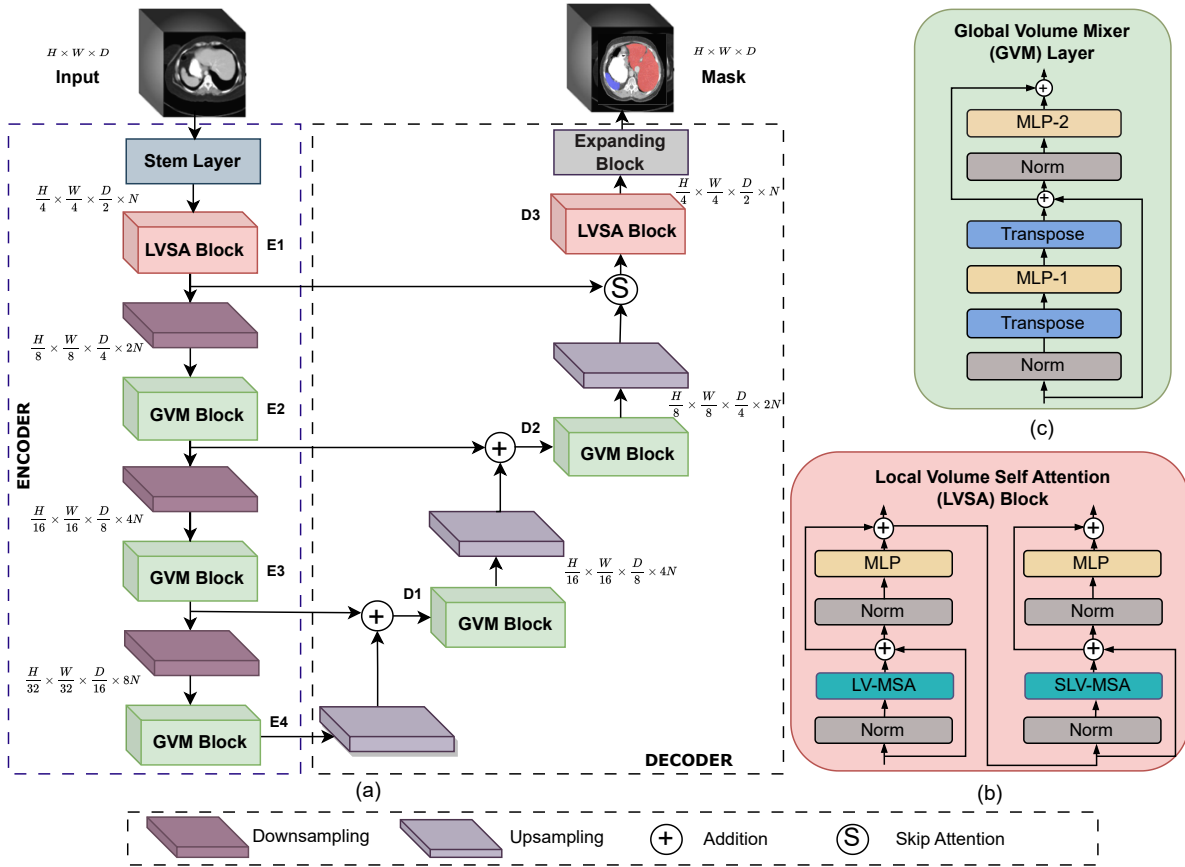 H × W × D
Input
H × W × D
Mask
ENCODER
Stem Layer
H/4 × W/4 × D/2 × N
LVSA Block
E1
H/8 × W/8 × D/4 × 2N
GVM Block
E2
H/16 × W/16 × D/8 × 4N
GVM Block
E3
H/32 × W/32 × D/16 × 8N
GVM Block
E4
Expanding
Block
H/4 × W/4 × D/2 × N
D3
LVSA Block
S
H/8 × W/8 × D/4 × 2N
D2
GVM Block
+
H/16 × W/16 × D/8 × 4N
D1
GVM Block
+
DECODER
(a)
Global Volume Mixer
(GVM) Layer
+
MLP-2
Norm
+
Transpose
MLP-1
Transpose
Norm
(c)
Local Volume Self Attention
(LVSA) Block
+
MLP
Norm
+
LV-MSA
Norm
+
MLP
Norm
+
SLV-MSA
Norm
(b)
Downsampling
Upsampling
+ Addition
S Skip Attention